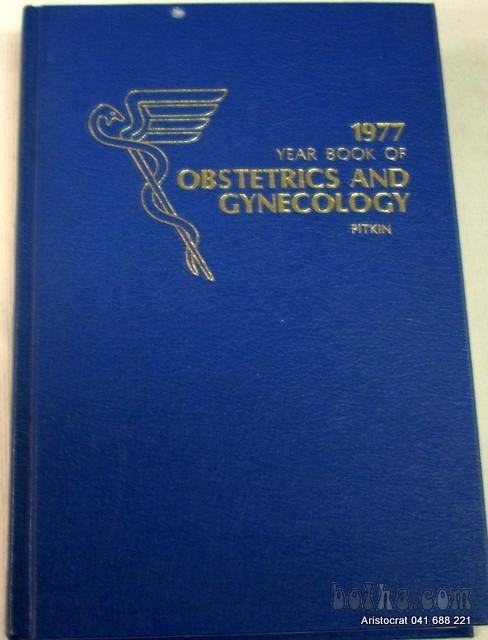 1977
YEAR BOOK OF
OBSTETRICS AND
GYNECOLOGY
PITKIN
bolha.com
Aristocrat 041 688 221